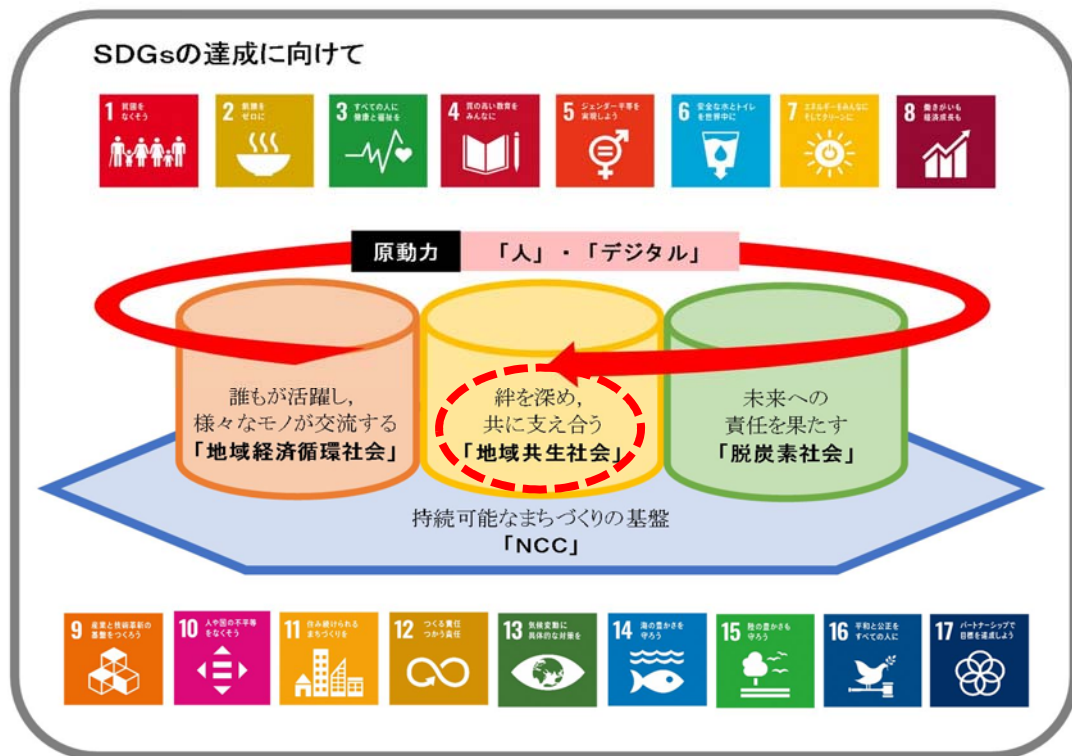 SDGsの達成に向けて
1 貧困を
なくそう
2 飢餓を
ゼロに
3 すべての人に
健康と福祉を
4 質の高い教育を
みんなに
5 ジェンダー平等を
実現しよう
6 安全な水とトイレ
を世界中に
7 エネルギーをみんなに
そしてクリーンに
8 働きがいも
経済成長も
原動力 「人」・「デジタル」
誰もが活躍し,
様々なモノが交流する
「地域経済循環社会」
絆を深め,
共に支え合う
「地域共生社会」
未来への
責任を果たす
「脱炭素社会」
持続可能なまちづくりの基盤
「NCC」
9 産業と技術革新の
基盤をつくろう
10 人や国の不平等
をなくそう
11 住み続けられる
まちづくりを
12 つくる責任
つかう責任
13 気候変動に
具体的な対策を
14 海の豊かさを
守ろう
15 陸の豊かさも
守ろう
16 平和と公正を
すべての人に
17 パートナーシップで
目標を達成しよう